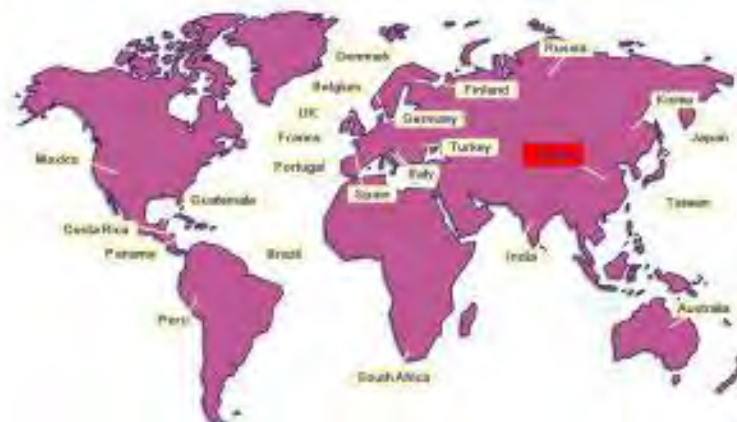 Denmark
Russia
Belgium
Finland
Korea
UK
Germany
France
Turkey
Japan
Mexico
Portugal
Italy
Spain
Guatemala
Taiwan
Costa Rica
Panama
Brazil
India
Peru
Australia
South Africa